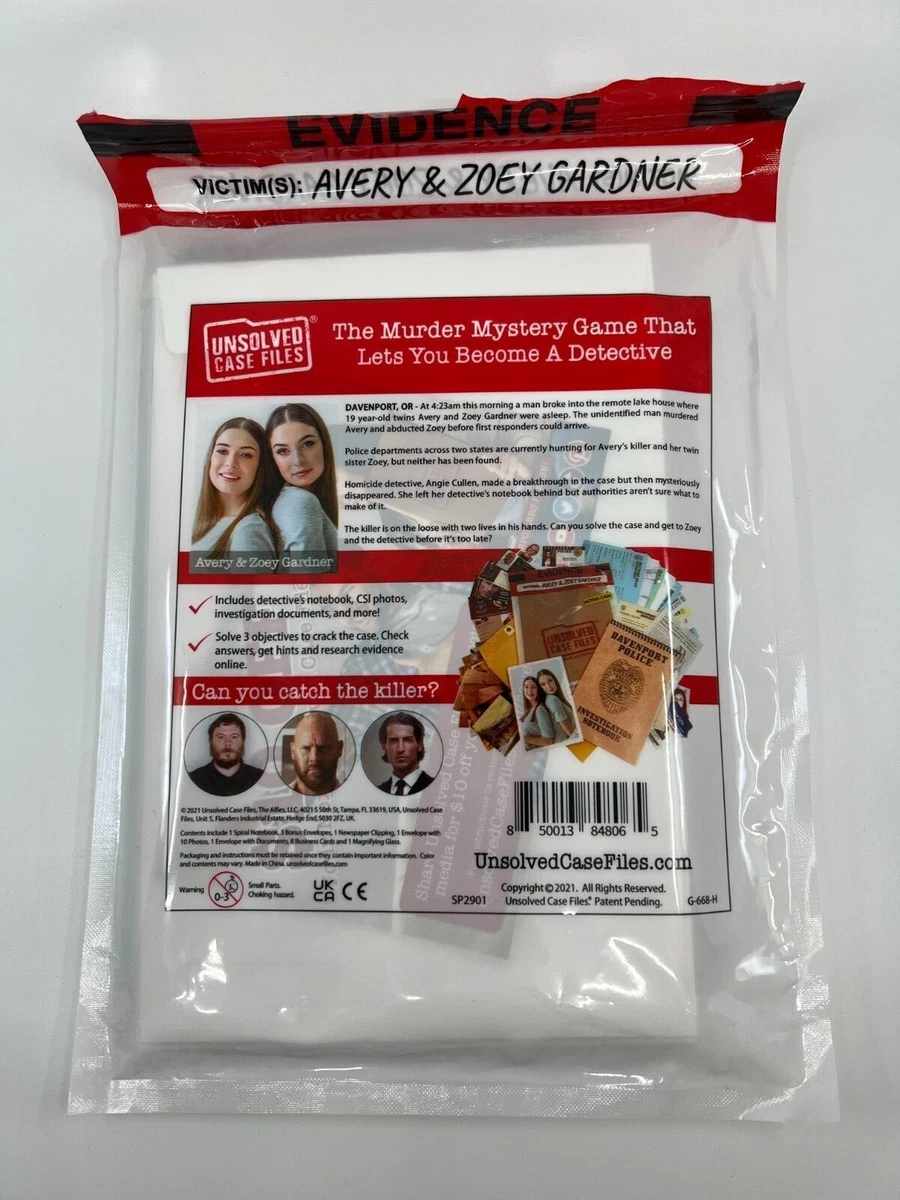 EVIDENCE
VICTIM(S): AVERY & ZOEY GARDNER
UNSOLVED
CASE FILES
®
The Murder Mystery Game That
Lets You Become A Detective
DAVENPORT, OR - At 4:23am this morning a man broke into the remote lake house where
19 year-old twins Avery and Zoey Gardner were asleep. The unidentified man murdered
Avery and abducted Zoey before first responders could arrive.
Police departments across two states are currently hunting for Avery's killer and her twin
sister Zoey, but neither has been found.
Homicide detective, Angie Cullen, made a breakthrough in the case but then mysteriously
disappeared. She left her detective's notebook behind but authorities aren't sure what to
make of it.
The killer is on the loose with two lives in his hands. Can you solve the case and get to Zoey
and the detective before it's too late?
Avery & Zoey Gardner
Includes detective's notebook, CSI photos,
investigation documents, and more!
Solve 3 objectives to crack the case. Check
answers, get hints and research evidence
online.
EVIDENCE
AVERY & ZOEY GARDNER
UNSOLVED
CASE FILES
DAVENPORT
POLICE
INVESTIGATION
NOTEBOOK
Can you catch the killer?
©2021 Unsolved Case Files, The Alfies, LLC, 4021 S 50th St, Tampa, FL 33619, USA, Unsolved Case
Files, Unit 5, Flanders Industrial Estate, Hedge End, SO30 2FZ, UK.
Contents include 1 Spiral Notebook, 3 Bonus Envelopes, 1 Newspaper Clipping, 1 Envelope with
10 Photos, 1 Envelope with Documents, 8 Business Cards and 1 Magnifying Glass.
Packaging and instructions must be retained since they contain important information. Color
and contents may vary. Made in China. unsolvedcasefiles.com
Warning
0-3
Small Parts.
Choking hazard.
UK
CA
CE
8 50013 84806 5
UnsolvedCaseFiles.com
SP2901
Copyright © 2021. All Rights Reserved.
Unsolved Case Files.® Patent Pending.
G-668-H